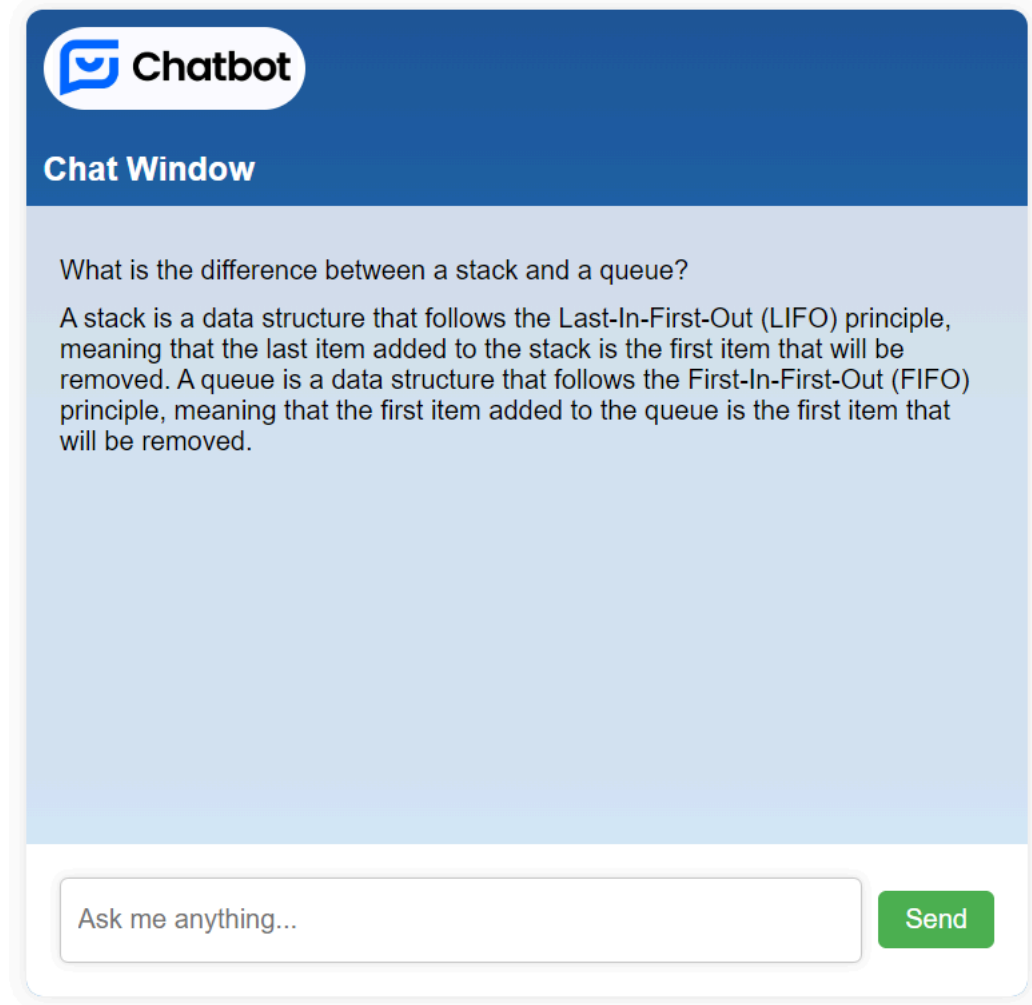 Chatbot
Chat Window
What is the difference between a stack and a queue?
A stack is a data structure that follows the Last-In-First-Out (LIFO) principle,
meaning that the last item added to the stack is the first item that will be
removed. A queue is a data structure that follows the First-In-First-Out (FIFO)
principle, meaning that the first item added to the queue is the first item that
will be removed.
Ask me anything...
Send